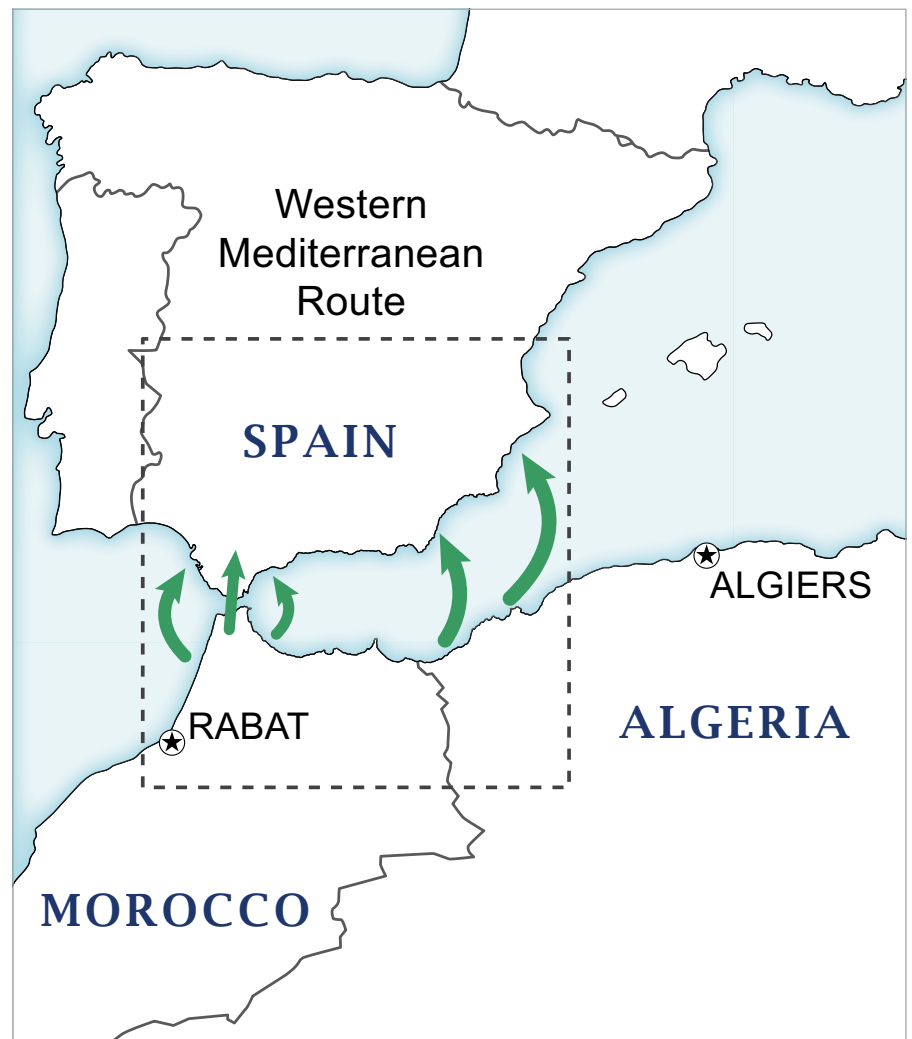 Western
Mediterranean
Route
SPAIN
ALGIERS
RABAT
ALGERIA
MOROCCO